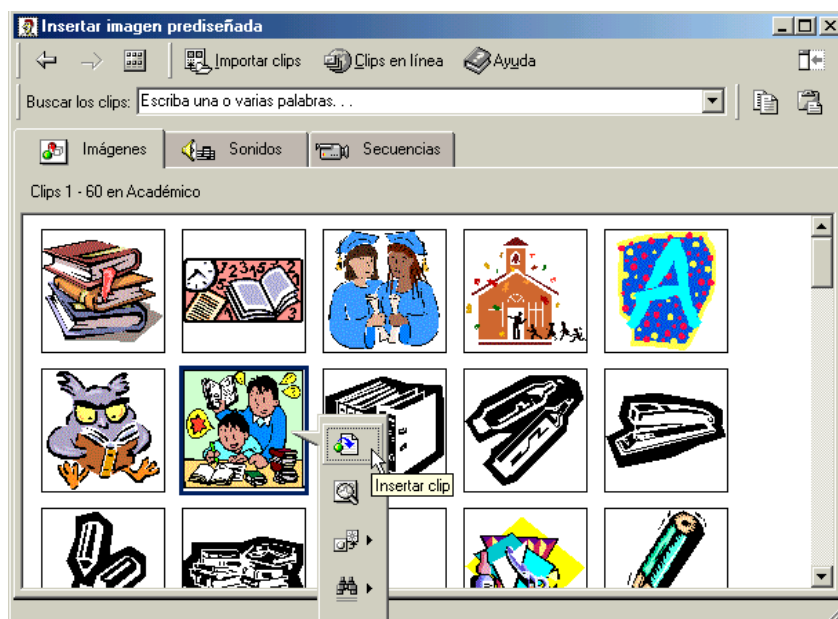 Insertar imagen prediseñada
Importar clips Clips en línea Ayuda
Buscar los clips: Escriba una o varias palabras. . .
Imágenes Sonidos Secuencias
Clips 1 - 60 en Académico
A
Insertar clip